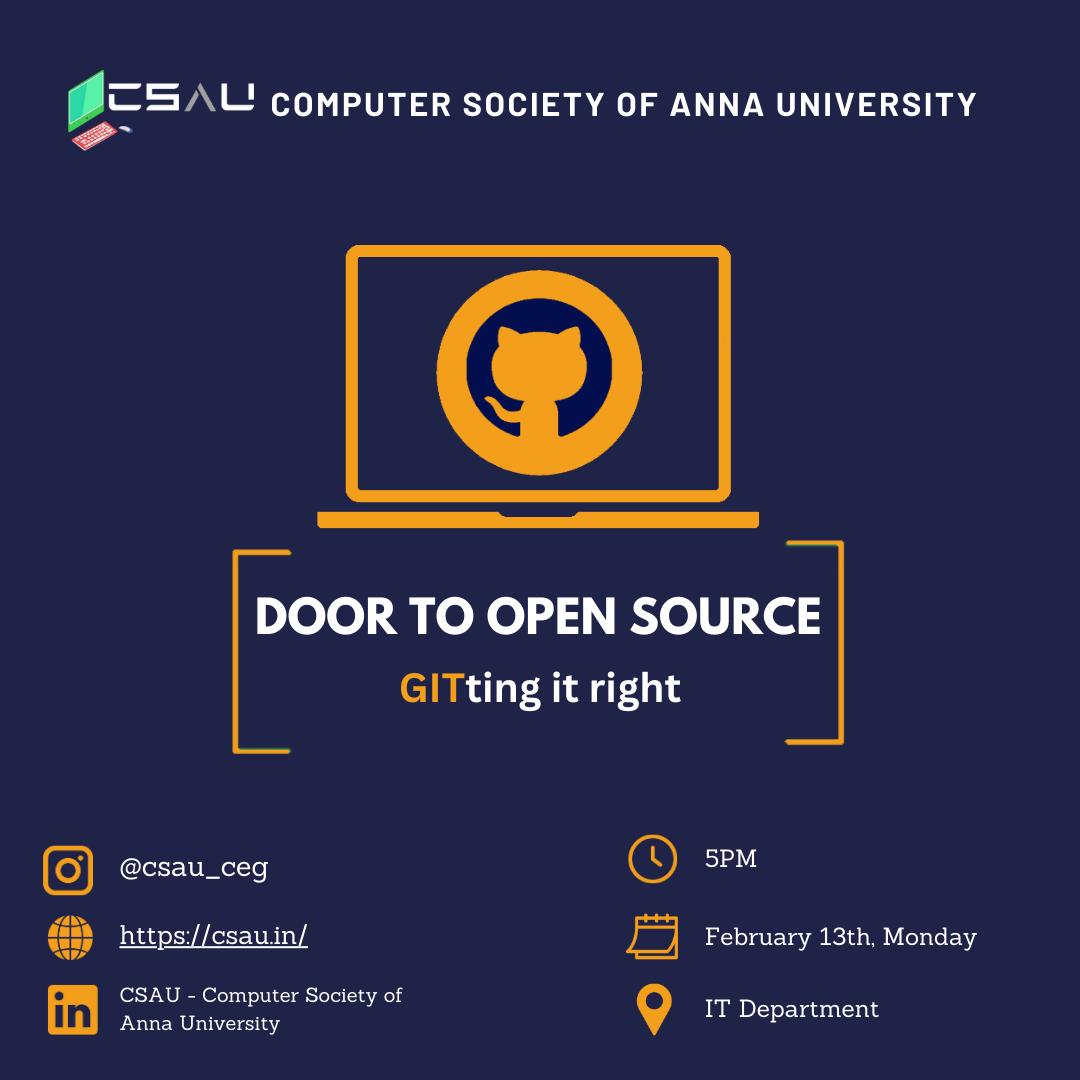 CSAU COMPUTER SOCIETY OF ANNA UNIVERSITY
DOOR TO OPEN SOURCE
GITting it right
@csau_ceg
https://csau.in/
in CSAU - Computer Society of
Anna University
5PM
February 13th, Monday
IT Department